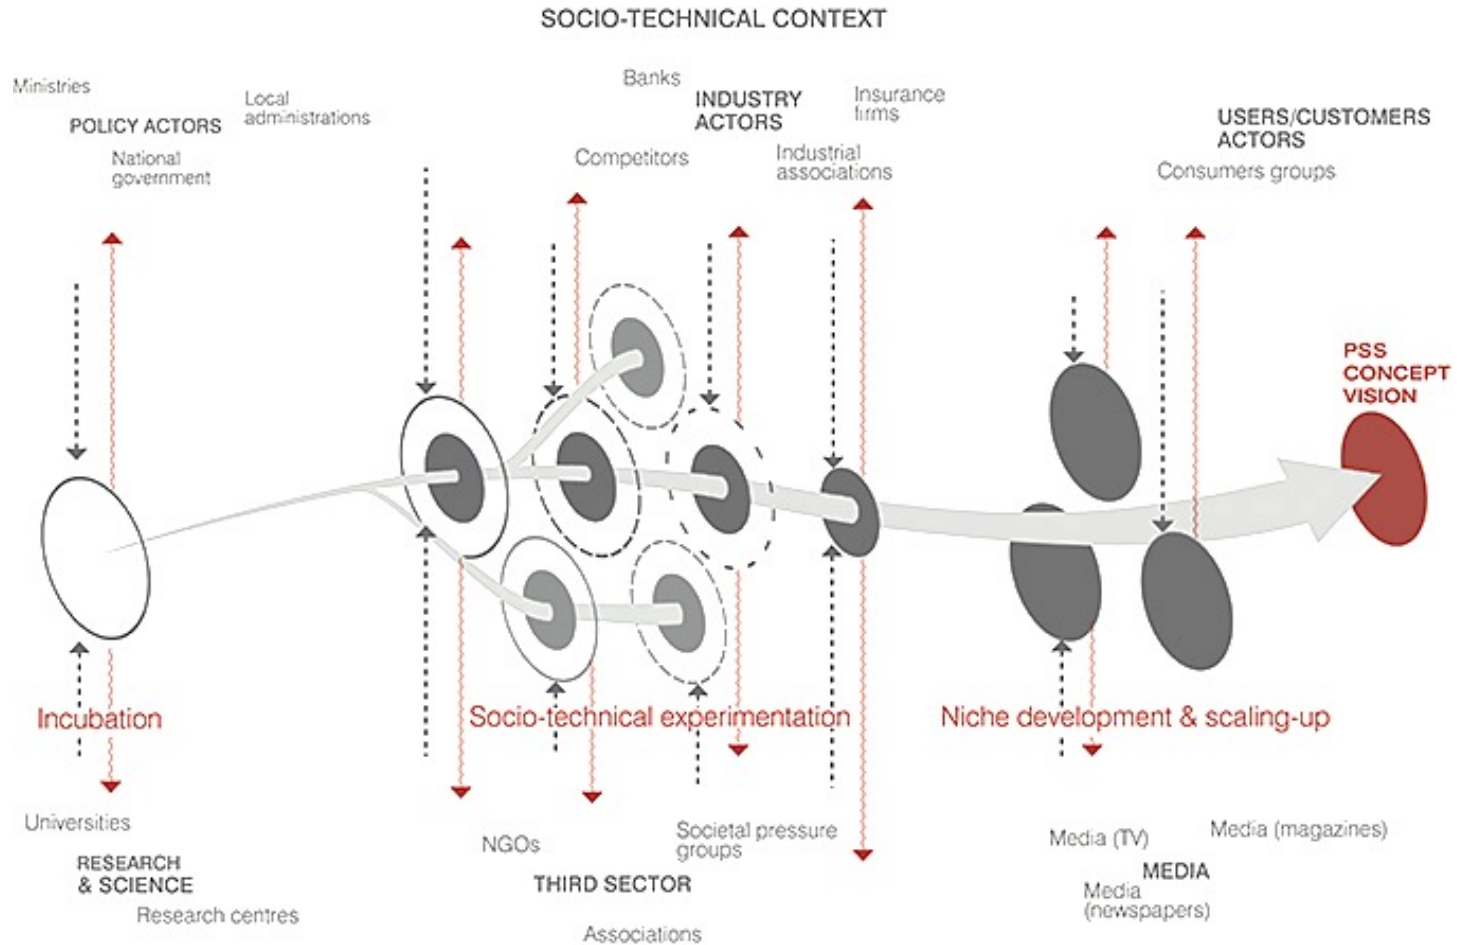 SOCIO-TECHNICAL CONTEXT
Ministries
POLICY ACTORS
Local
administrations
National
government
Banks
INDUSTRY
ACTORS
Insurance
firms
Competitors
Industrial
associations
USERS/CUSTOMERS
ACTORS
Consumers groups
PSS
CONCEPT
VISION
Incubation
Socio-technical experimentation
Niche development & scaling-up
Universities
RESEARCH
& SCIENCE
Research centres
NGOs
Societal pressure
groups
THIRD SECTOR
Associations
Media (TV)
Media (magazines)
MEDIA
Media
(newspapers)